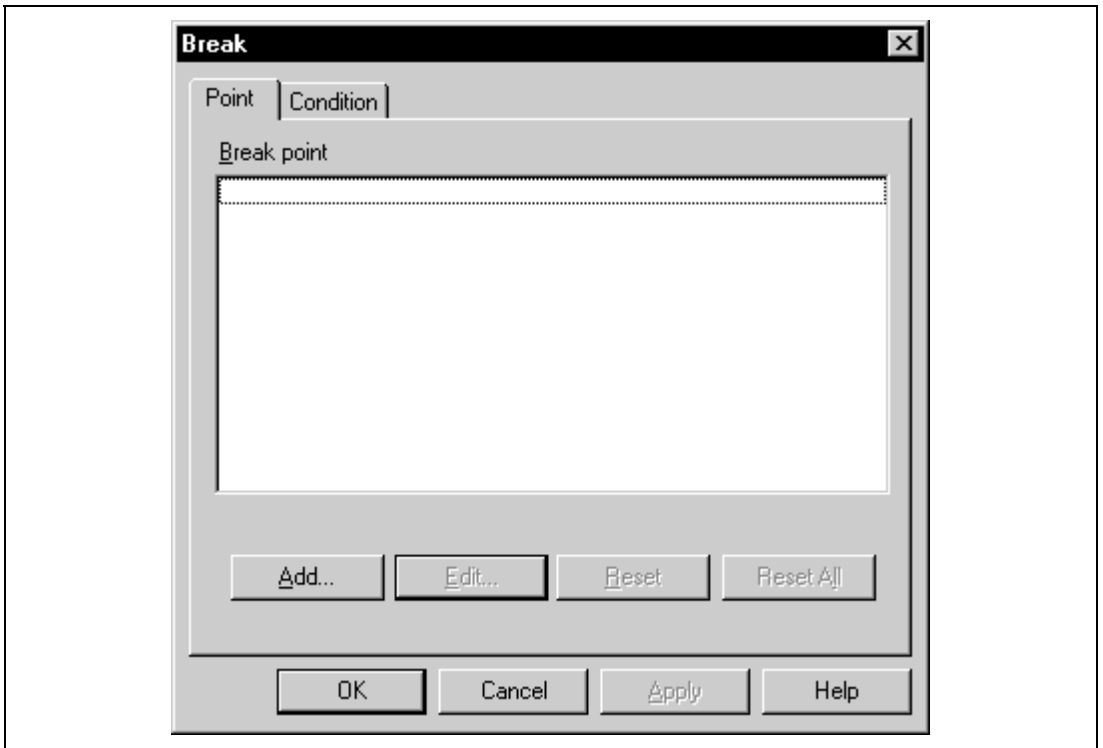 Break
Point Condition
Break point
Add... Edit... Reset Reset All
OK Cancel Apply Help